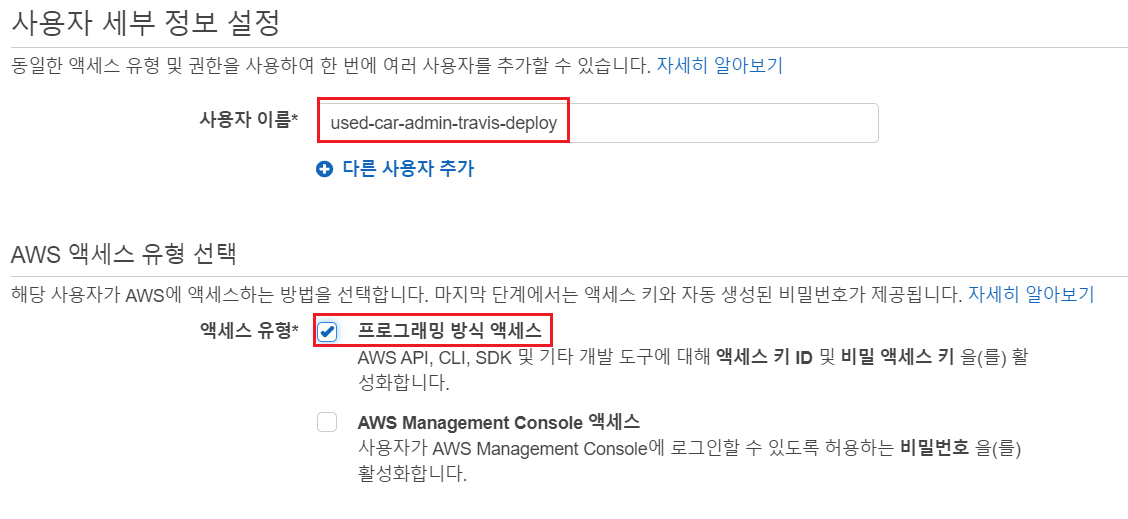 사용자 세부 정보 설정
동일한 액세스 유형 및 권한을 사용하여 한 번에 여러 사용자를 추가할 수 있습니다. 자세히 알아보기
사용자 이름* used-car-admin-travis-deploy
다른 사용자 추가
AWS 액세스 유형 선택
해당 사용자가 AWS에 액세스하는 방법을 선택합니다. 마지막 단계에서는 액세스 키와 자동 생성된 비밀번호가 제공됩니다. 자세히 알아보기
액세스 유형* 프로그래밍 방식 액세스
AWS API, CLI, SDK 및 기타 개발 도구에 대해 액세스 키 ID 및 비밀 액세스 키 을(를) 활
성화합니다.
AWS Management Console 액세스
사용자가 AWS Management Console에 로그인할 수 있도록 허용하는 비밀번호 을(를)
활성화합니다.